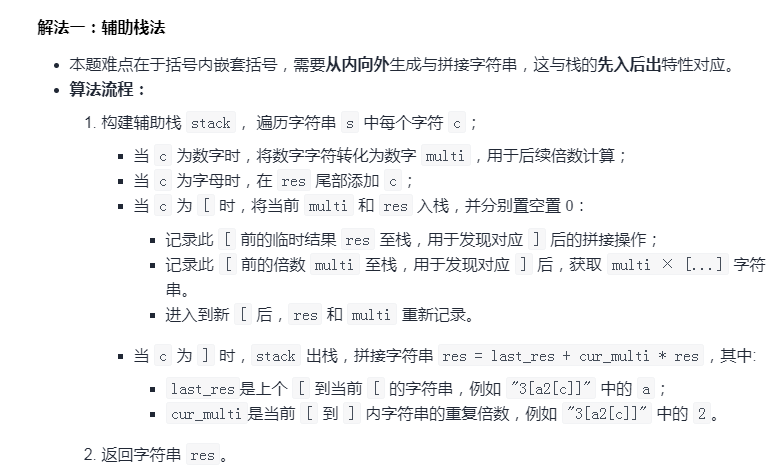 解法一：辅助栈法
本题难点在于括号内嵌套括号，需要从内向外生成与拼接字符串，这与栈的先入后出特性对应。
算法流程：
1. 构建辅助栈 stack ，遍历字符串 s 中每个字符 c ；
当 c 为数字时，将数字字符转化为数字 multi ，用于后续倍数计算；
当 c 为字母时，在 res 尾部添加 c ；
当 c 为 [ 时，将当前 multi 和 res 入栈，并分别置空置 0：
记录此 [ 前的临时结果 res 至栈，用于发现对应 ] 后的拼接操作；
记录此 [ 前的倍数 multi 至栈，用于发现对应 ] 后，获取 multi × [...] 字符
串。
进入到新 [ 后，res 和 multi 重新记录。
当 c 为 ] 时，stack 出栈，拼接字符串 res = last_res + cur_multi * res ，其中:
last_res 是上个 [ 到当前 [ 的字符串，例如 "3[a2[c]]" 中的 a ；
cur_multi 是当前 [ 到 ] 内字符串的重复倍数，例如 "3[a2[c]]" 中的 2 。
2. 返回字符串 res 。